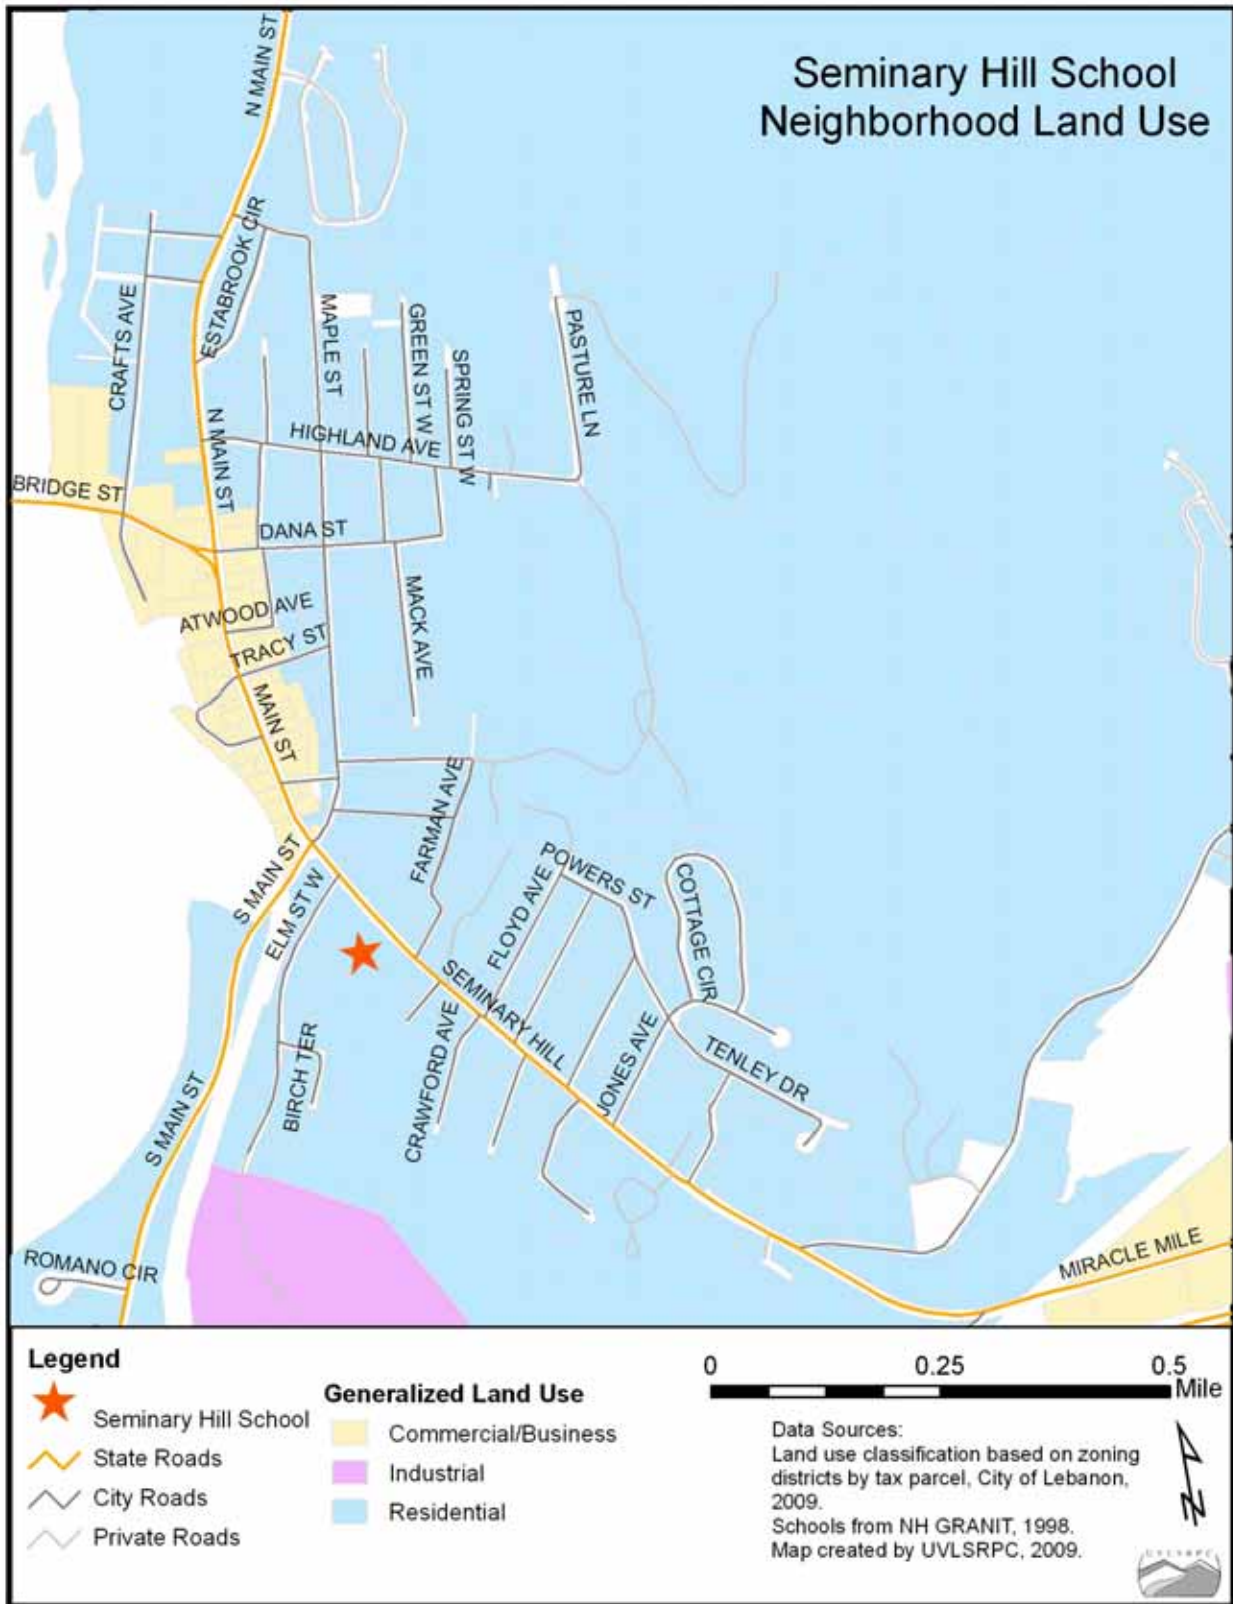 Seminary Hill School
Neighborhood Land Use
N MAIN ST
ESTABROOK CIR
CRAFTS AVE
MAPLE ST
GREEN ST W
SPRING ST W
PASTURE LN
N MAIN ST
HIGHLAND AVE
BRIDGE ST
DANA ST
ATWOOD AVE
TRACY ST
MACK AVE
MAIN ST
FARMAN AVE
S MAIN ST
ELM ST W
FLOYD AVE
POWERS ST
COTTAGE CIR
SEMINARY HILL
CRAWFORD AVE
BIRCH TER
JONES AVE
TENLEY DR
S MAIN ST
ROMANO CIR
MIRACLE MILE
Legend
Seminary Hill School
State Roads
City Roads
Private Roads
Generalized Land Use
Commercial/Business
Industrial
Residential
0 0.25 0.5
Mile
Data Sources:
Land use classification based on zoning
districts by tax parcel, City of Lebanon,
2009.
Schools from NH GRANIT, 1998.
Map created by UVLSRPC, 2009.
N
UVLSRPC